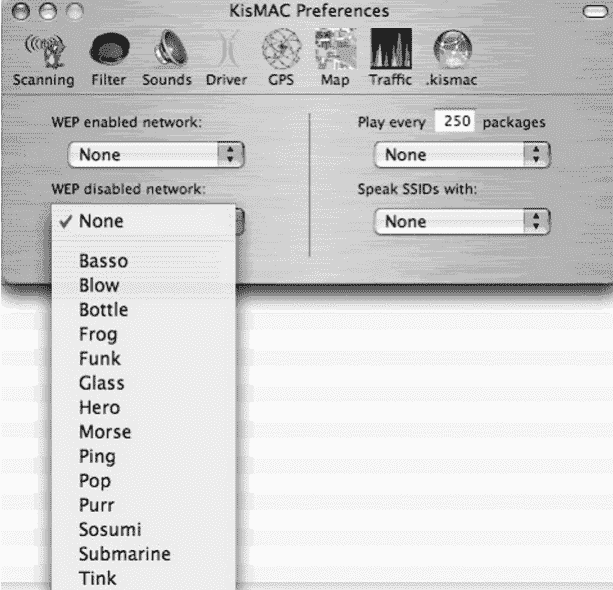 KisMAC Preferences
Scanning Filter Sounds Driver GPS Map Traffic .kismac
WEP enabled network:
None
WEP disabled network:
✓ None
Basso
Blow
Bottle
Frog
Funk
Glass
Hero
Morse
Ping
Pop
Purr
Sosumi
Submarine
Tink
Play every 250 packages
None
Speak SSIDs with:
None